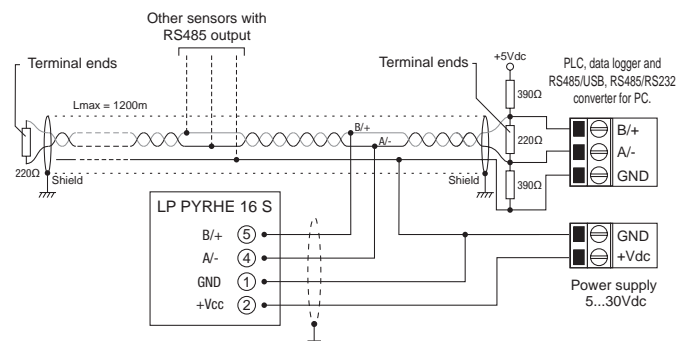 Other sensors with
RS485 output
Terminal ends
Terminal ends
+5Vdc
PLC, data logger and
RS485/USB, RS485/RS232
converter for PC.
390Ω
Lmax = 1200m
B/+
A/-
220Ω
B/+
A/-
GND
220Ω
Shield
Shield
390Ω
LP PYRHE 16 S
B/+ 5
A/- 4
GND 1
+Vcc 2
GND
+Vdc
Power supply
5...30Vdc